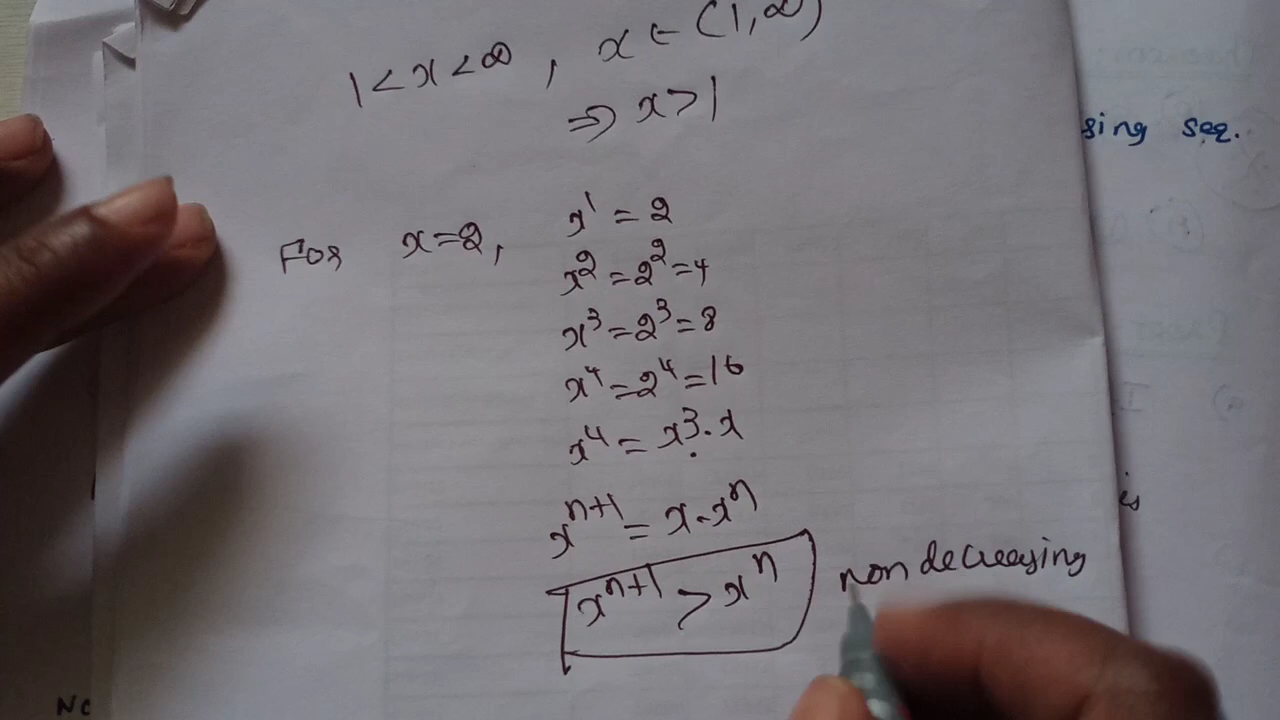 1 < x < ∞ , x ∈ (1, ∞)
⇒ x > 1
sing seq.
For x = 2, x¹ = 2
x² = 2² = 4
x³ = 2³ = 8
x⁴ = 2⁴ = 16
x⁴ = x³ . x
is
xⁿ⁺¹ = x . xⁿ
xⁿ⁺¹ > xⁿ non decreasing